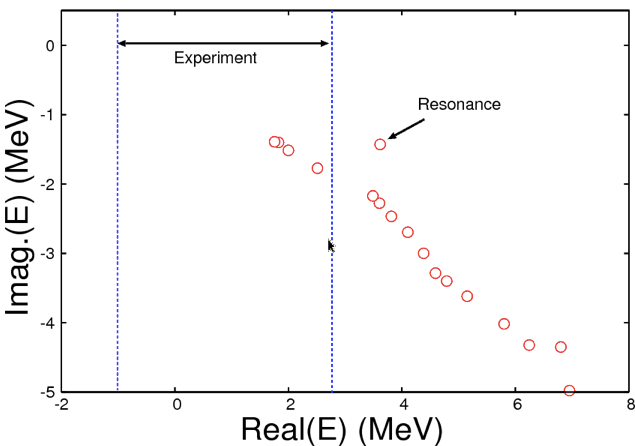 0
Experiment
-1
Resonance
-2
-3
-4
-5
Imag.(E) (MeV)
-2 0 2 4 6 8
Real(E) (MeV)